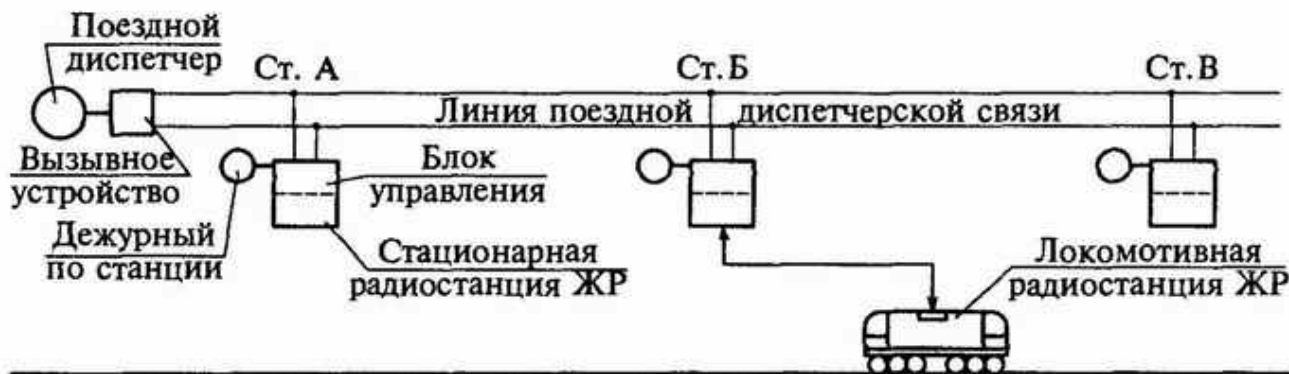 Поездной
диспетчер
Ст. А
Ст. Б
Ст. В
Линия поездной диспетчерской связи
Вызывное
устройство
Блок
управления
Дежурный
по станции
Стационарная
радиостанция ЖР
Локомотивная
радиостанция ЖР